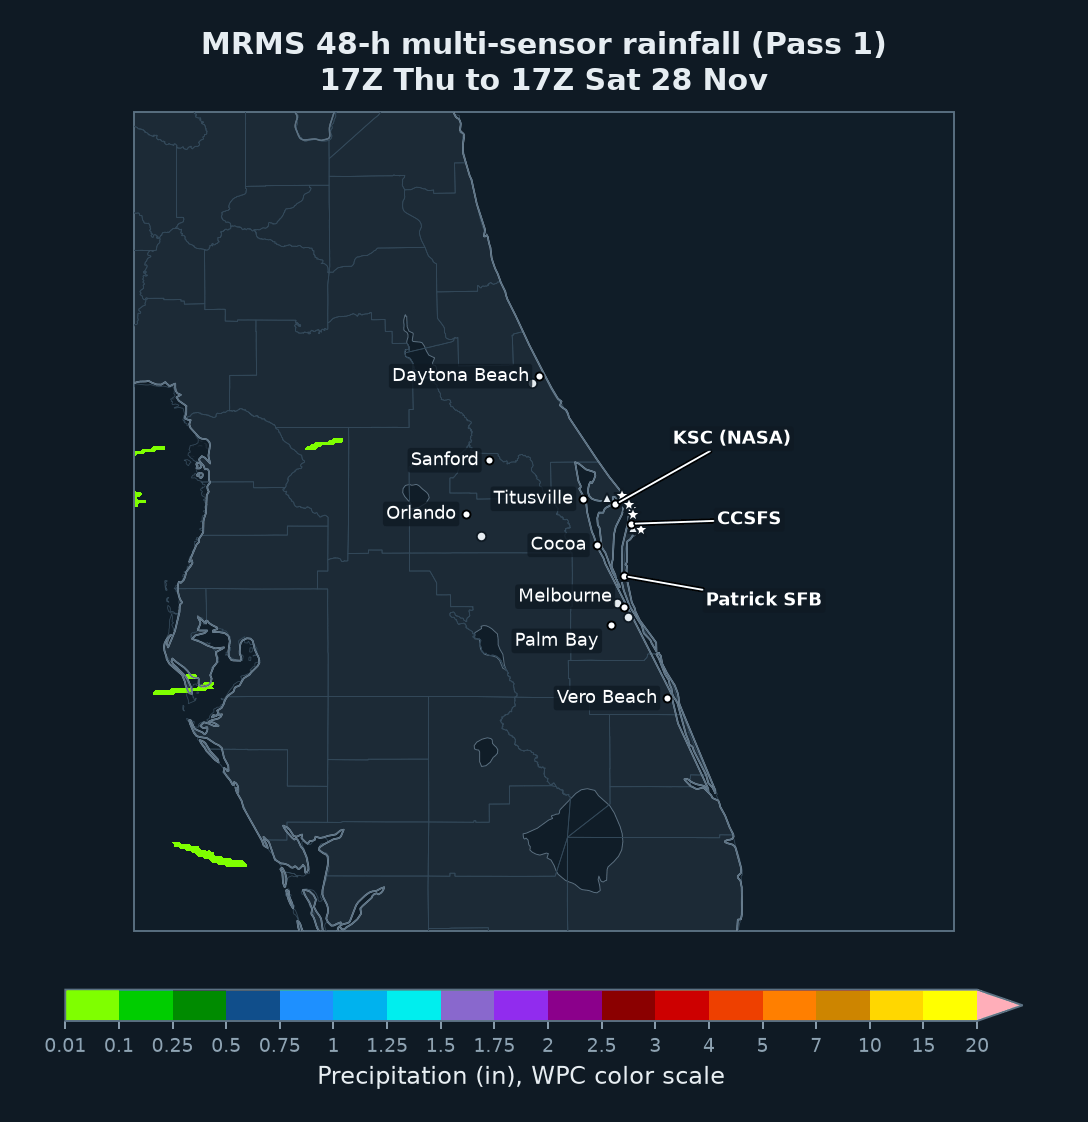 MRMS 48-h multi-sensor rainfall (Pass 1)
17Z Thu to 17Z Sat 28 Nov
Daytona Beach
KSC (NASA)
Sanford
Titusville
Orlando
CCSFS
Cocoa
Melbourne
Patrick SFB
Palm Bay
Vero Beach
0.01 0.1 0.25 0.5 0.75 1 1.25 1.5 1.75 2 2.5 3 4 5 7 10 15 20
Precipitation (in), WPC color scale